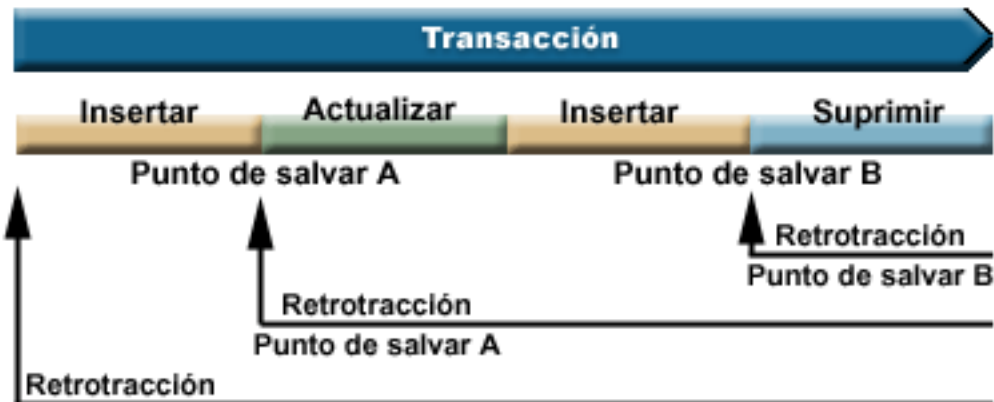 Transacción
Insertar Actualizar Insertar Suprimir
Punto de salvar A Punto de salvar B
Retrotracción
Punto de salvar B
Retrotracción
Punto de salvar A
Retrotracción